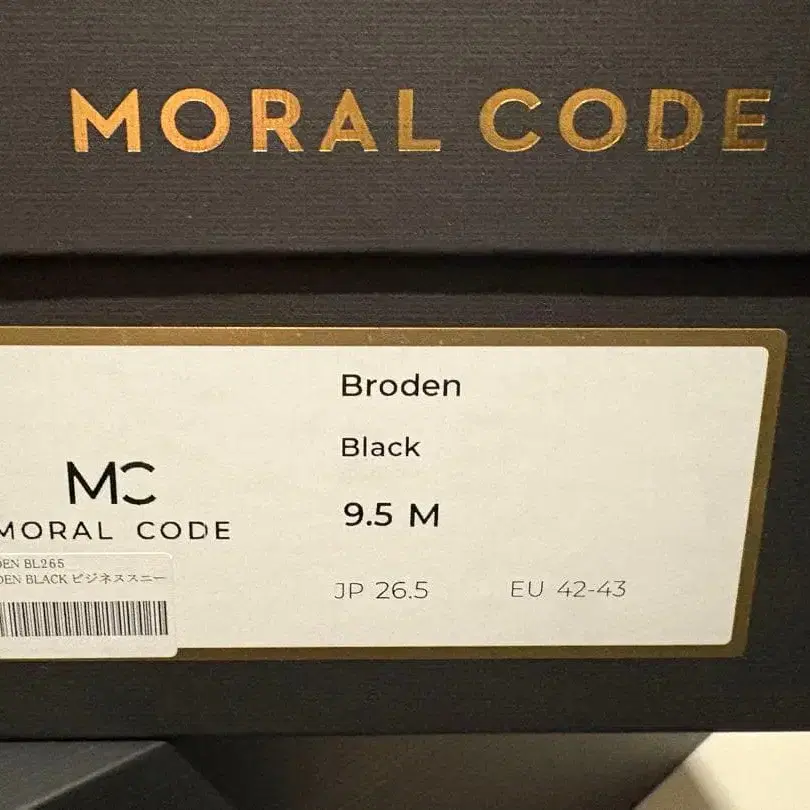 MORAL CODE
Broden
Black
9.5 M
JP 26.5 EU 42-43
MC
MORAL CODE
DEN BL265
DEN BLACK ビジネススニー